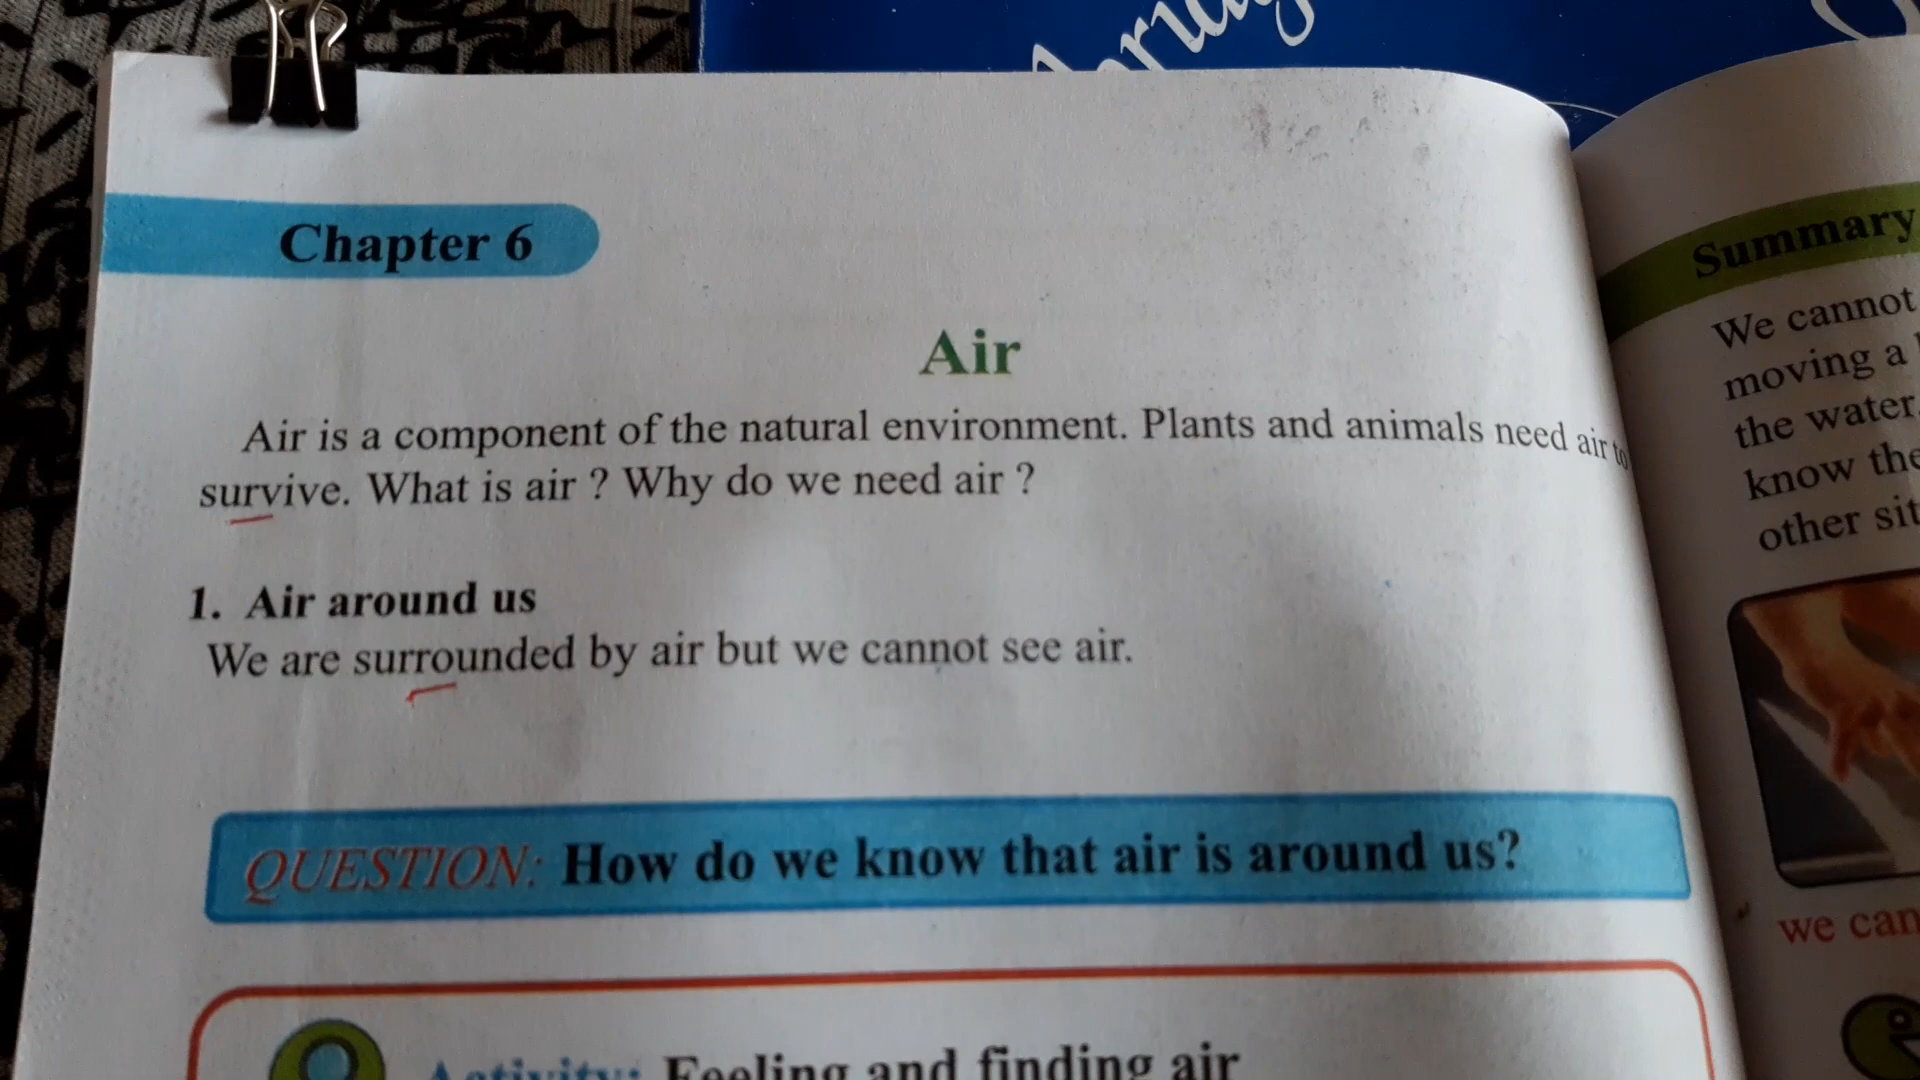 Chapter 6
Air
Air is a component of the natural environment. Plants and animals need air to
survive. What is air ? Why do we need air ?
1. Air around us
We are surrounded by air but we cannot see air.
QUESTION: How do we know that air is around us?
Activity: Feeling and finding air
Summary
We cannot
moving a
the water.
know the
other sit
we can